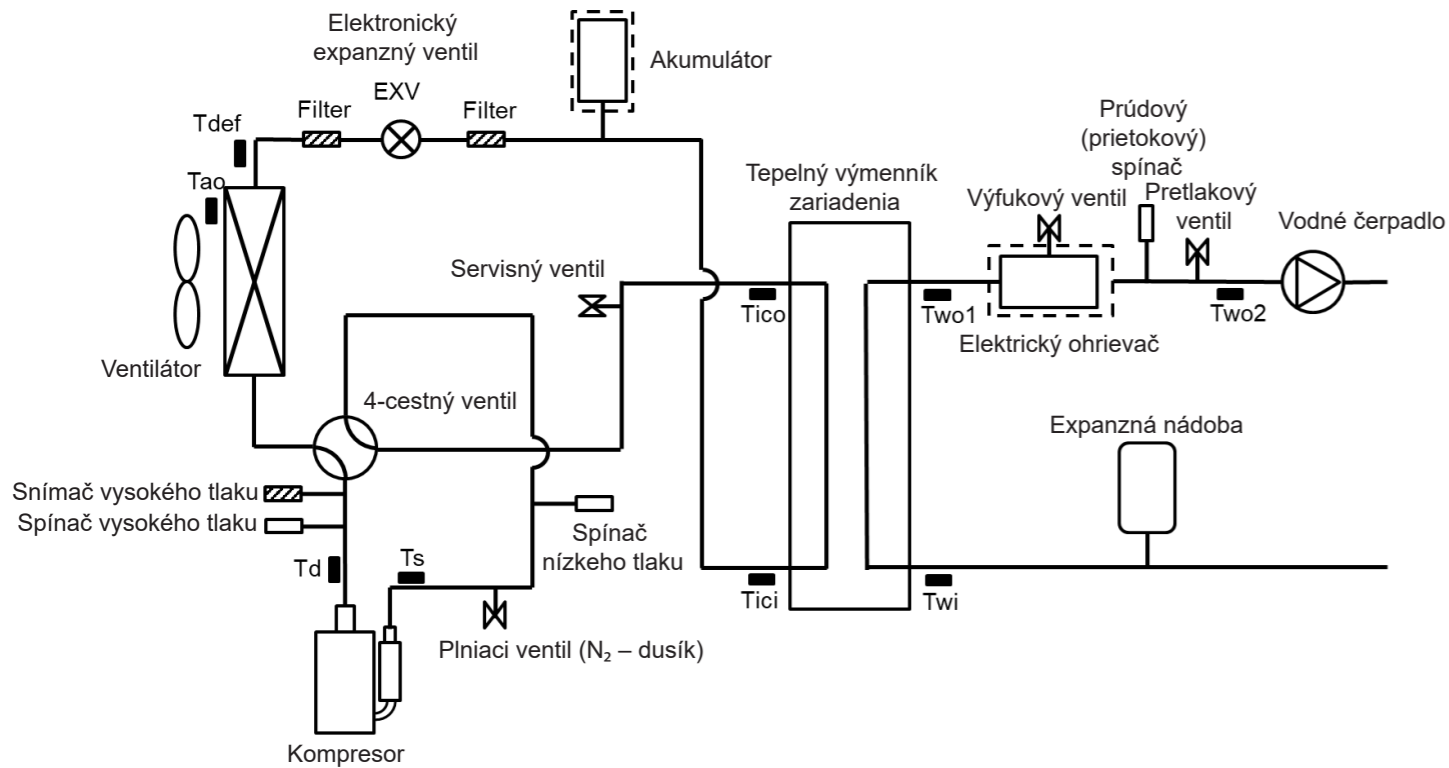 Elektronický
expanzný ventil
EXV
Filter
Filter
Akumulátor
Tdef
Tao
Ventilátor
Prúdový
(prietokový)
spínač
Tepelný výmenník
zariadenia
Výfukový ventil
Pretlakový
ventil
Vodné čerpadlo
Servisný ventil
Tico
Two1
Two2
Elektrický ohrievač
4-cestný ventil
Expanzná nádoba
Snímač vysokého tlaku
Spínač vysokého tlaku
Spínač
nízkeho tlaku
Td
Ts
Tici
Twi
Plniaci ventil (N₂ – dusík)
Kompresor